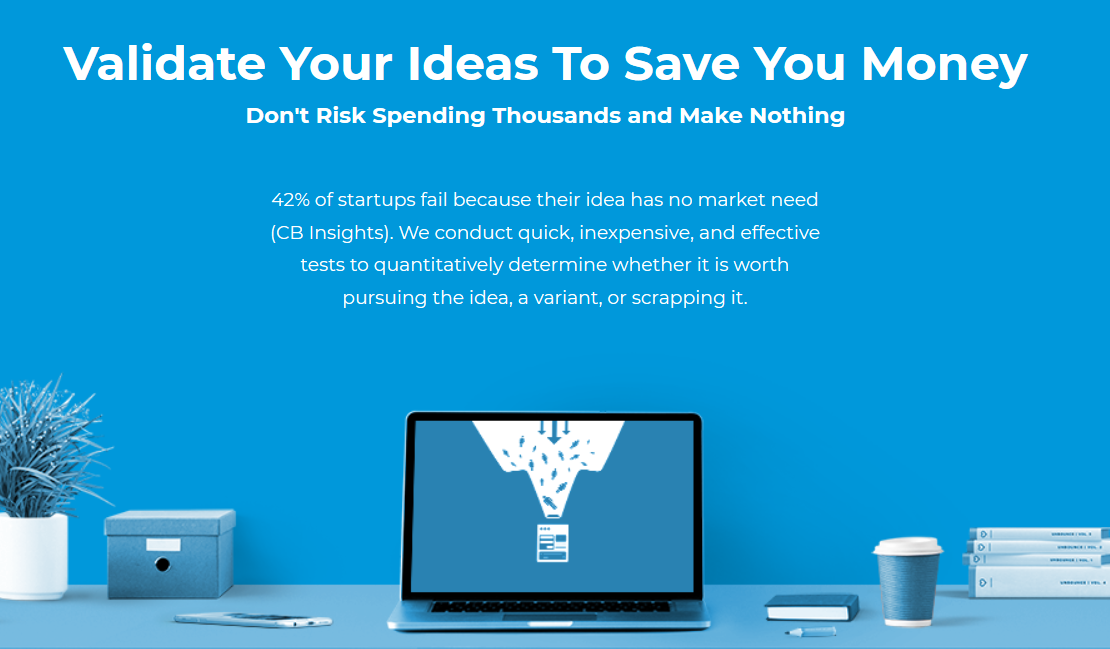 Validate Your Ideas To Save You Money
Don't Risk Spending Thousands and Make Nothing
42% of startups fail because their idea has no market need
(CB Insights). We conduct quick, inexpensive, and effective
tests to quantitatively determine whether it is worth
pursuing the idea, a variant, or scrapping it.
UNBOUNCE | VOL. 3
UNBOUNCE | VOL. 2
UNBOUNCE | VOL. 1
UNBOUNCE | VOL. 4